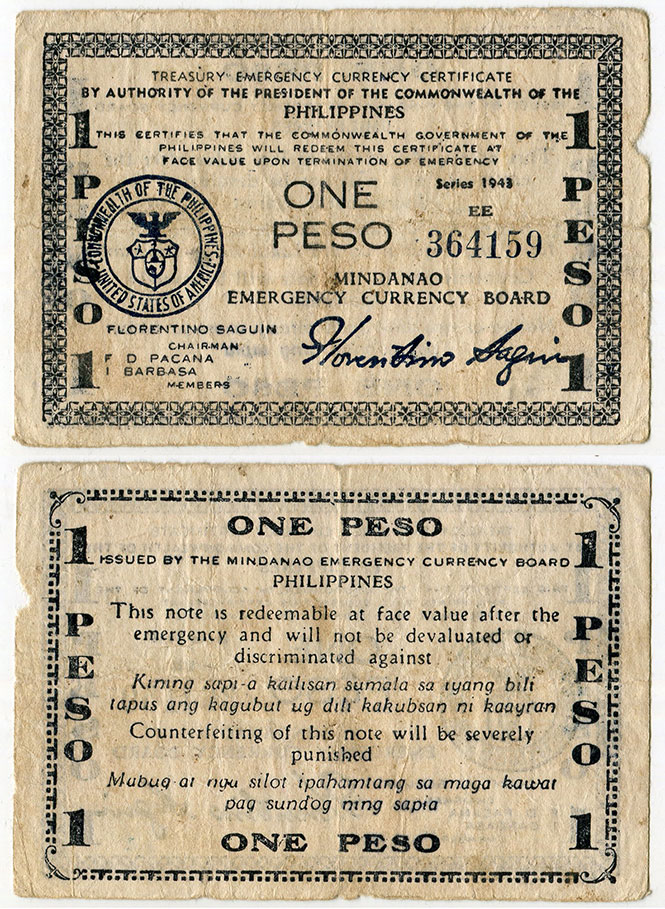 TREASURY EMERGENCY CURRENCY CERTIFICATE
BY AUTHORITY OF THE PRESIDENT OF THE COMMONWEALTH OF THE
PHILIPPINES
THIS CERTIFIES THAT THE COMMONWEALTH GOVERNMENT OF THE
PHILIPPINES WILL REDEEM THIS CERTIFICATE AT
FACE VALUE UPON TERMINATION OF EMERGENCY
1 PESO 1
1 PESO 1
COMMONWEALTH OF THE PHILIPPINES
UNITED STATES OF AMERICA
ONE
PESO
Series 1943
EE
364159
MINDANAO
EMERGENCY CURRENCY BOARD
FLORENTINO SAGUIN
CHAIRMAN
F D PACANA
I BARBASA
MEMBERS
Florentino Saguin
ONE PESO
1 PESO 1
1 PESO 1
ISSUED BY THE MINDANAO EMERGENCY CURRENCY BOARD
PHILIPPINES
This note is redeemable at face value after the
emergency and will not be devaluated or
discriminated against
Kining sapi-a kailisan sumala sa iyang bili
tapus ang kagubut ug dili kakubsan ni kaayran
Counterfeiting of this note will be severely
punished
Mabug-at nga silot ipahamtang sa maga kawat
pag sundog ning sapia
ONE PESO